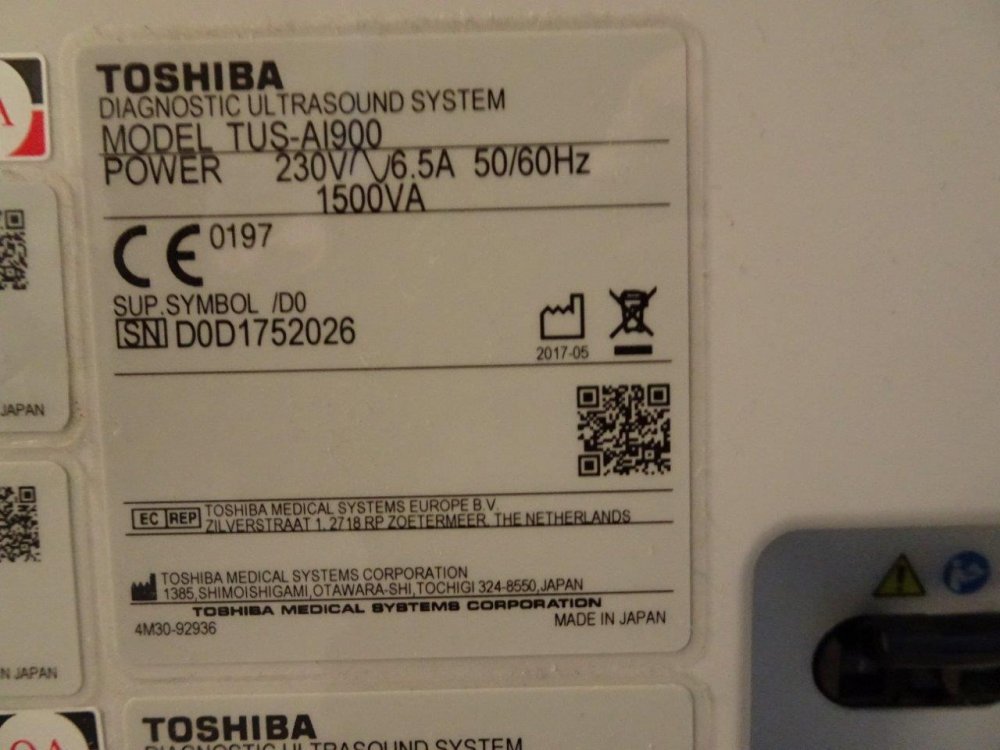 TOSHIBA
DIAGNOSTIC ULTRASOUND SYSTEM
MODEL TUS-AI900
POWER 230V 6.5A 50/60Hz
1500VA
CE 0197
SUP.SYMBOL /D0
SN D0D1752026
2017-05
EC REP TOSHIBA MEDICAL SYSTEMS EUROPE B.V.
ZILVERSTRAAT 1, 2718 RP ZOETERMEER, THE NETHERLANDS
TOSHIBA MEDICAL SYSTEMS CORPORATION
1385,SHIMOISHIGAMI,OTAWARA-SHI,TOCHIGI 324-8550,JAPAN
TOSHIBA MEDICAL SYSTEMS CORPORATION
4M30-92936
MADE IN JAPAN
A
JAPAN
N JAPAN
QA
TOSHIBA
DIAGNOSTIC ULTRASOUND SYSTEM